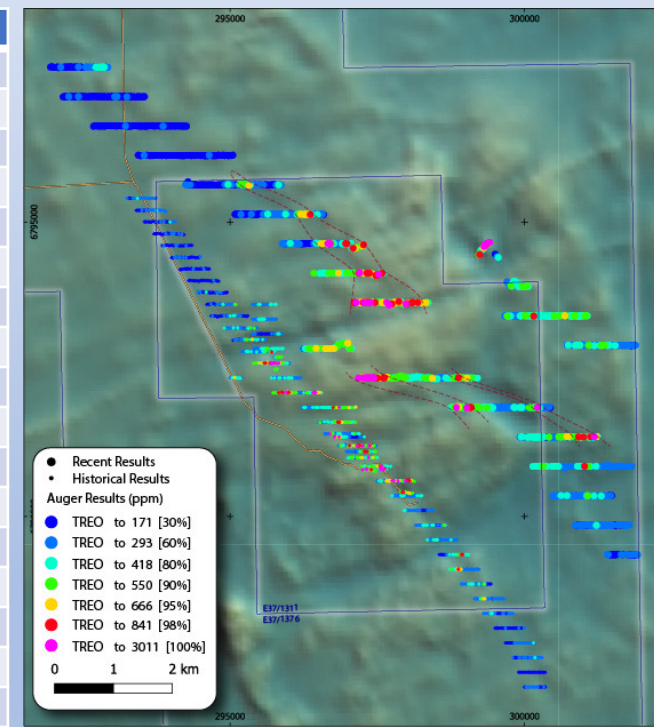 295000
300000
6795000
Recent Results
Historical Results
Auger Results (ppm)
TREO to 171 [30%]
TREO to 293 [60%]
TREO to 418 [80%]
TREO to 550 [90%]
TREO to 666 [95%]
TREO to 841 [98%]
TREO to 3011 [100%]
0 1 2 km
E37/1311
E37/1376
295000
300000